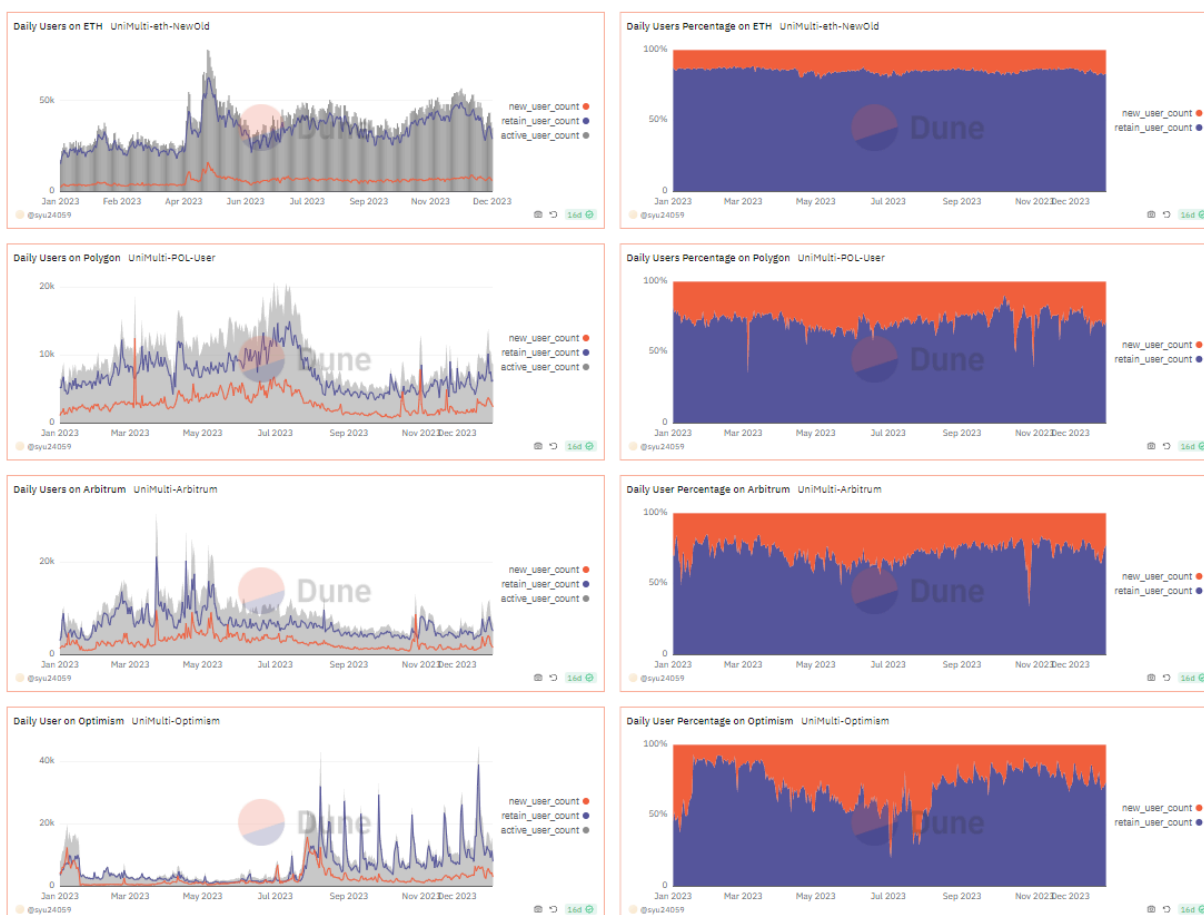 Daily Users on ETH UniMulti-eth-NewOld
50k
0
Jan 2023 Feb 2023 Apr 2023 Jun 2023 Jul 2023 Sep 2023 Nov 2023 Dec 2023
new_user_count
retain_user_count
active_user_count
Dune
@syu24059
16d
Daily Users Percentage on ETH UniMulti-eth-NewOld
100%
50%
0
Jan 2023 Mar 2023 May 2023 Jul 2023 Sep 2023 Nov 2023 Dec 2023
new_user_count
retain_user_count
Dune
@syu24059
16d
Daily Users on Polygon UniMulti-POL-User
20k
10k
0
Jan 2023 Mar 2023 May 2023 Jul 2023 Sep 2023 Nov 2023 Dec 2023
new_user_count
retain_user_count
active_user_count
Dune
@syu24059
16d
Daily Users Percentage on Polygon UniMulti-POL-User
100%
50%
0
Jan 2023 Mar 2023 May 2023 Jul 2023 Sep 2023 Nov 2023 Dec 2023
new_user_count
retain_user_count
Dune
@syu24059
16d
Daily Users on Arbitrum UniMulti-Arbitrum
20k
0
Jan 2023 Mar 2023 May 2023 Jul 2023 Sep 2023 Nov 2023 Dec 2023
new_user_count
retain_user_count
active_user_count
Dune
@syu24059
16d
Daily User Percentage on Arbitrum UniMulti-Arbitrum
100%
50%
0
Jan 2023 Mar 2023 May 2023 Jul 2023 Sep 2023 Nov 2023 Dec 2023
new_user_count
retain_user_count
Dune
@syu24059
16d
Daily User on Optimism UniMulti-Optimism
40k
20k
0
Jan 2023 Mar 2023 May 2023 Jul 2023 Sep 2023 Nov 2023 Dec 2023
new_user_count
retain_user_count
active_user_count
Dune
@syu24059
16d
Daily User Percentage on Optimism UniMulti-Optimism
100%
50%
0
Jan 2023 Mar 2023 May 2023 Jul 2023 Sep 2023 Nov 2023 Dec 2023
new_user_count
retain_user_count
Dune
@syu24059
16d